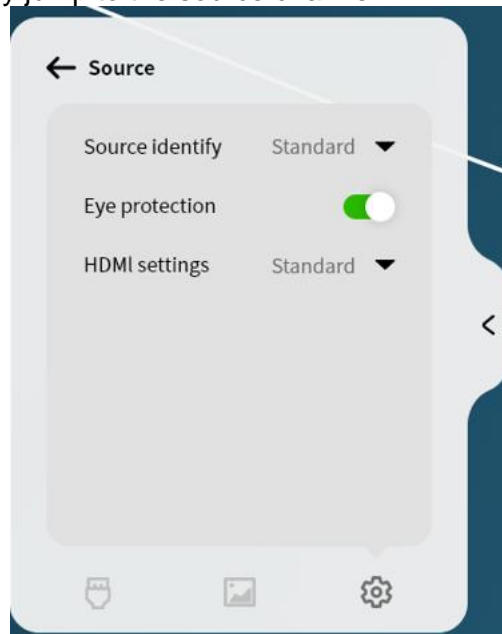 Source
Source identify Standard
Eye protection
HDMI settings Standard